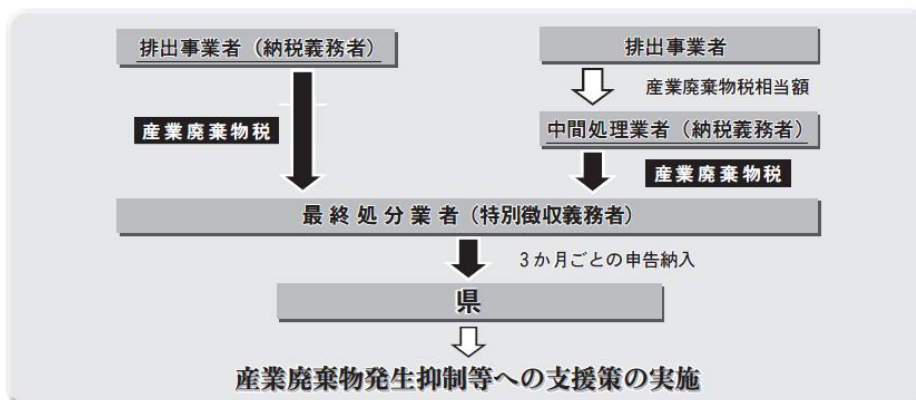 排出事業者（納税義務者）
排出事業者
産業廃棄物税相当額
産業廃棄物税
中間処理業者（納税義務者）
産業廃棄物税
最終処分業者（特別徴収義務者）
3か月ごとの申告納入
県
産業廃棄物発生抑制等への支援策の実施